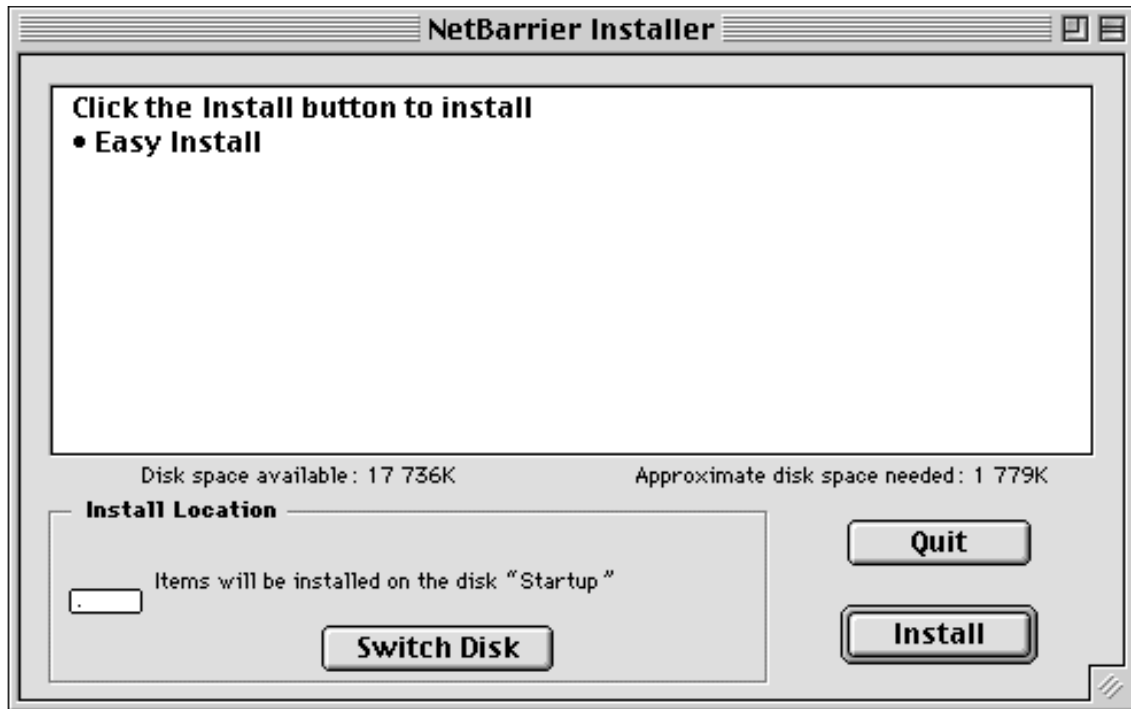 NetBarrier Installer
Click the Install button to install
• Easy Install
Disk space available: 17 736K
Approximate disk space needed: 1 779K
Install Location
Items will be installed on the disk “Startup”
Switch Disk
Quit
Install